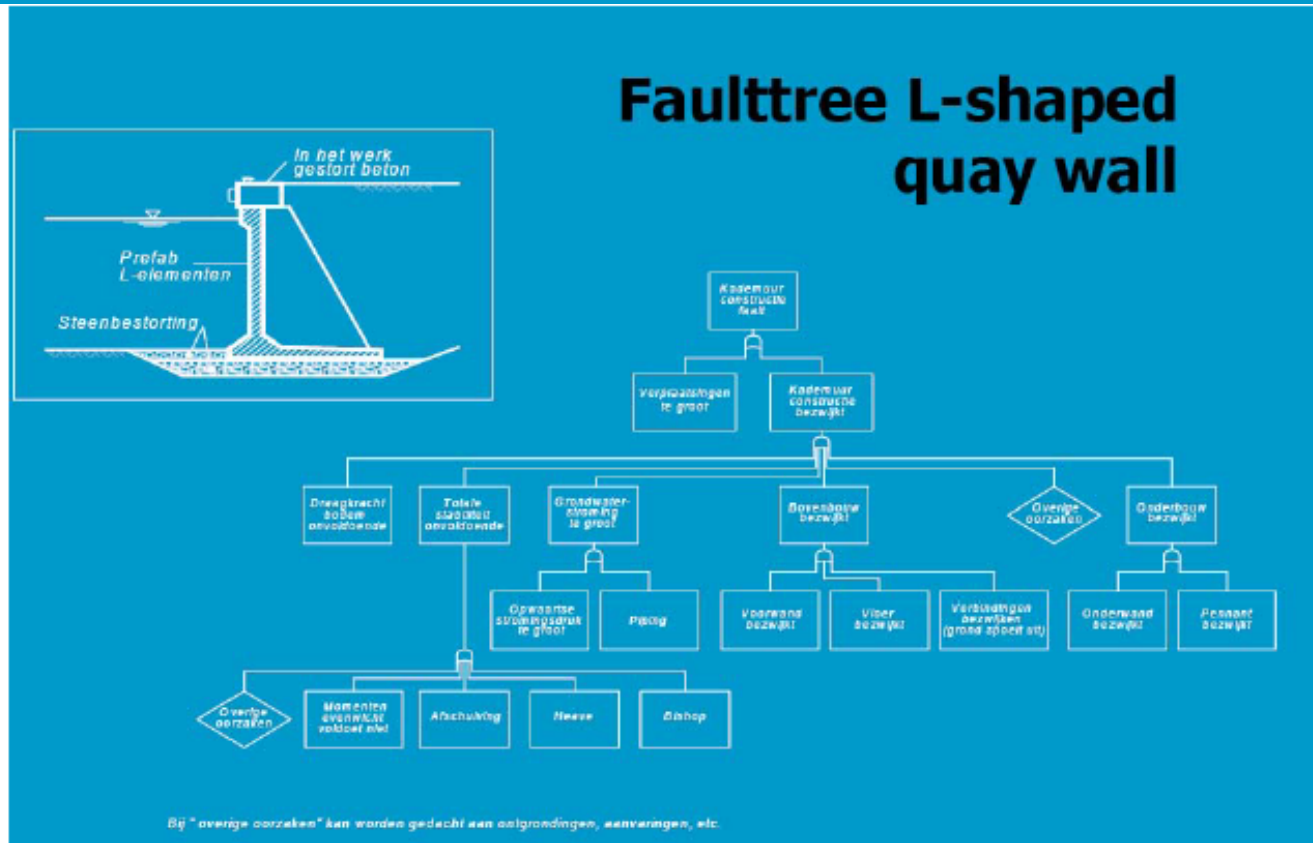 Faulttree L-shaped
quay wall
In het werk
gestort beton
Prefab
L-elementen
Steenbestorting
Kademuur
constructie
faalt
Verplaatsingen
te groot
Kademuur
constructie
bezwijkt
Draagkracht
bodem
onvoldoende
Totale
stabiliteit
onvoldoende
Grondwater-
stroming
te groot
Bovenbouw
bezwijkt
Overige
oorzaken
Onderbouw
bezwijkt
Opwaartse
stromingsdruk
te groot
Piping
Voorwand
bezwijkt
Vloer
bezwijkt
Verbindingen
bezwijken
(grond spoelt uit)
Onderwand
bezwijkt
Pennant
bezwijkt
Overige
oorzaken
Momenten
evenwicht
voldoet niet
Afschuiving
Heave
Bishop
Bij "overige oorzaken" kan worden gedacht aan ontgrondingen, aanvaringen, etc.